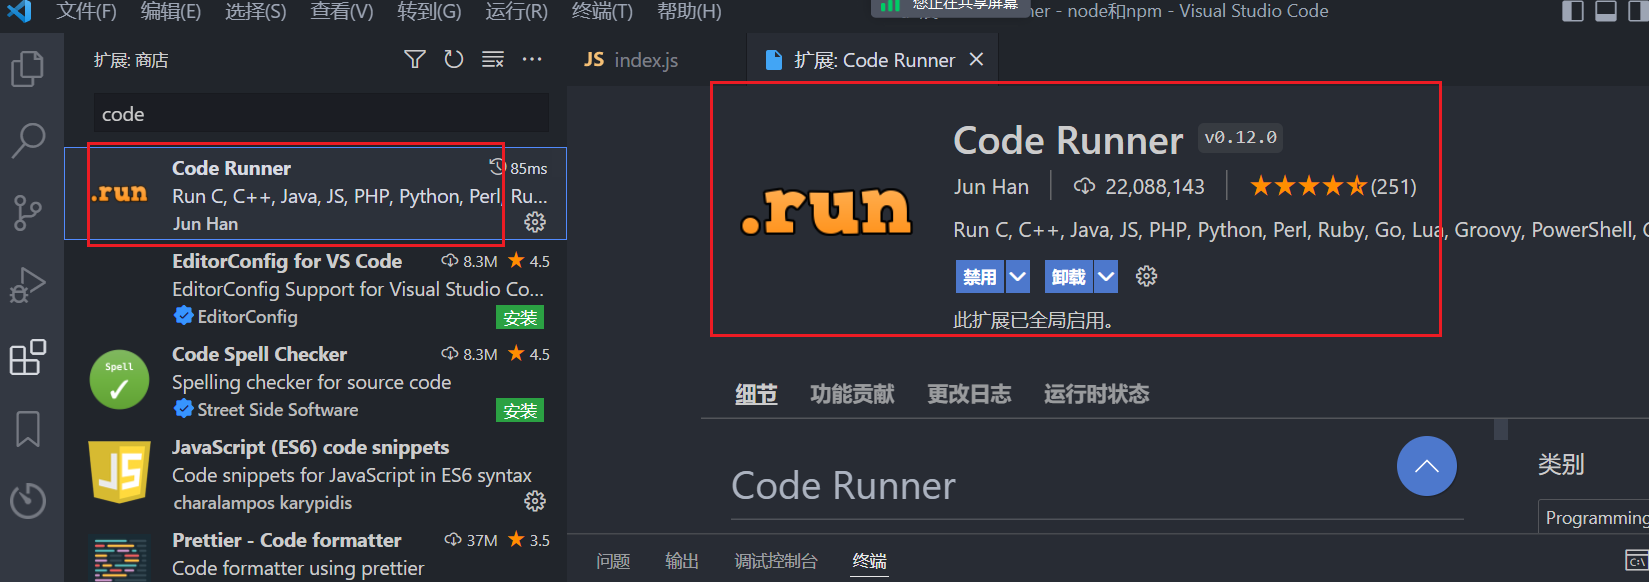 文件(F) 编辑(E) 选择(S) 查看(V) 转到(G) 运行(R) 终端(T) 帮助(H) 您正在共享屏幕 - node和npm - Visual Studio Code
扩展: 商店
JS index.js
扩展: Code Runner
code
Code Runner 85ms
Run C, C++, Java, JS, PHP, Python, Perl, Ru...
Jun Han
.run
EditorConfig for VS Code 8.3M 4.5
EditorConfig Support for Visual Studio Co...
EditorConfig 安装
Spell
Code Spell Checker 8.3M 4.5
Spelling checker for source code
Street Side Software 安装
JS
JavaScript (ES6) code snippets
Code snippets for JavaScript in ES6 syntax
charalampos karypidis
Prettier - Code formatter 37M 3.5
Code formatter using prettier
.run
Code Runner v0.12.0
Jun Han 22,088,143 (251)
Run C, C++, Java, JS, PHP, Python, Perl, Ruby, Go, Lua, Groovy, PowerShell,
禁用 卸载
此扩展已全局启用。
细节 功能贡献 更改日志 运行时状态
Code Runner
类别
Programming
问题 输出 调试控制台 终端